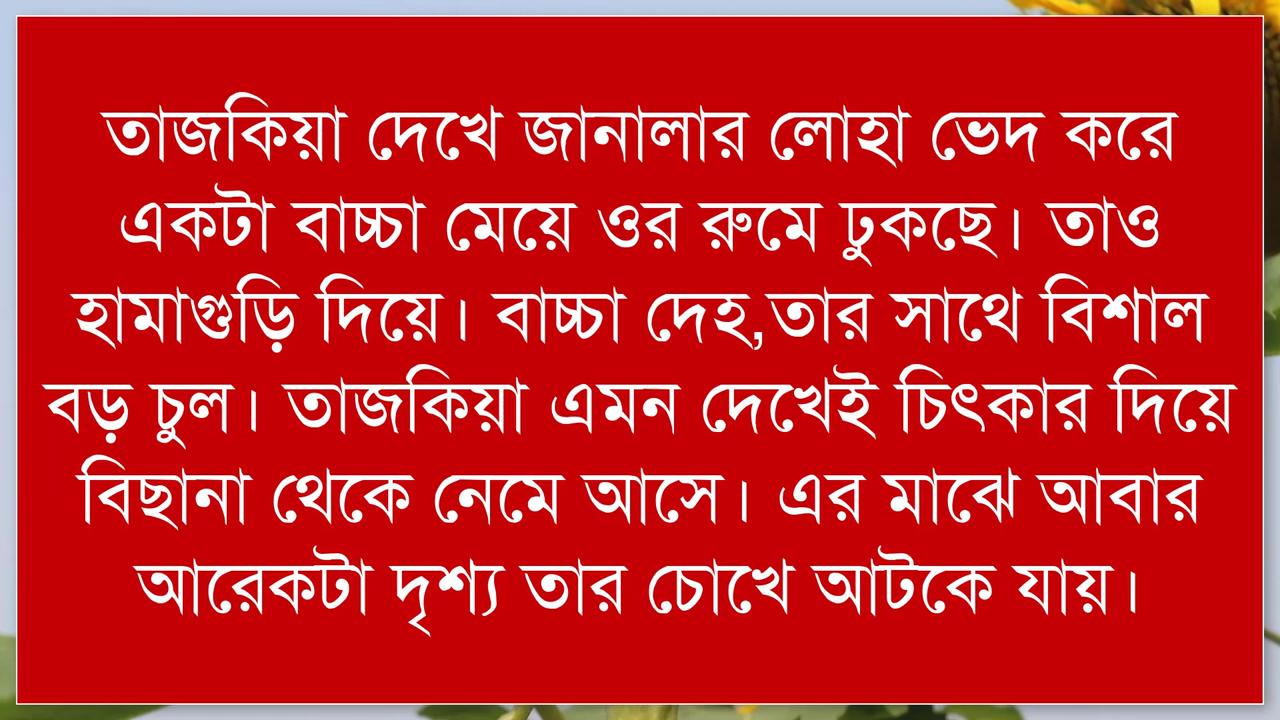 তাজকিয়া দেখে জানালার লোহা ভেদ করে
একটা বাচ্চা মেয়ে ওর রুমে ঢুকছে। তাও
হামাগুড়ি দিয়ে। বাচ্চা দেহ,তার সাথে বিশাল
বড় চুল। তাজকিয়া এমন দেখেই চিৎকার দিয়ে
বিছানা থেকে নেমে আসে। এর মাঝে আবার
আরেকটা দৃশ্য তার চোখে আটকে যায়।